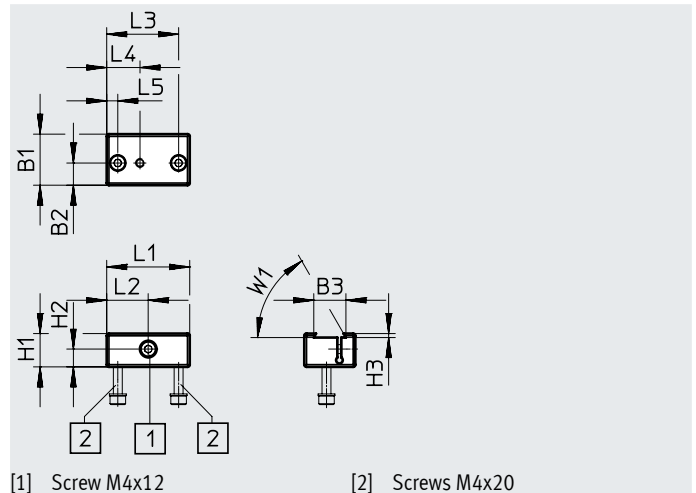 L3
L4
L5
B1
B2
L1
L2
H1
H2
W1
B3
H3
2
1
2
[1] Screw M4x12
[2] Screws M4x20